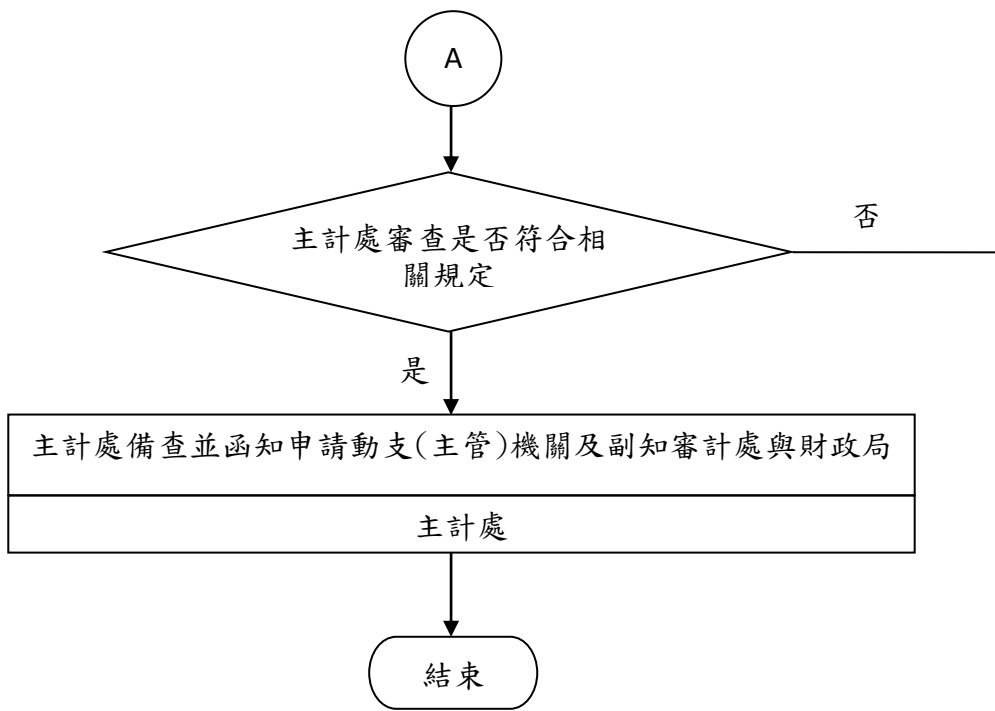 A
主計處審查是否符合相
關規定
否
是
主計處備查並函知申請動支(主管)機關及副知審計處與財政局
主計處
結束